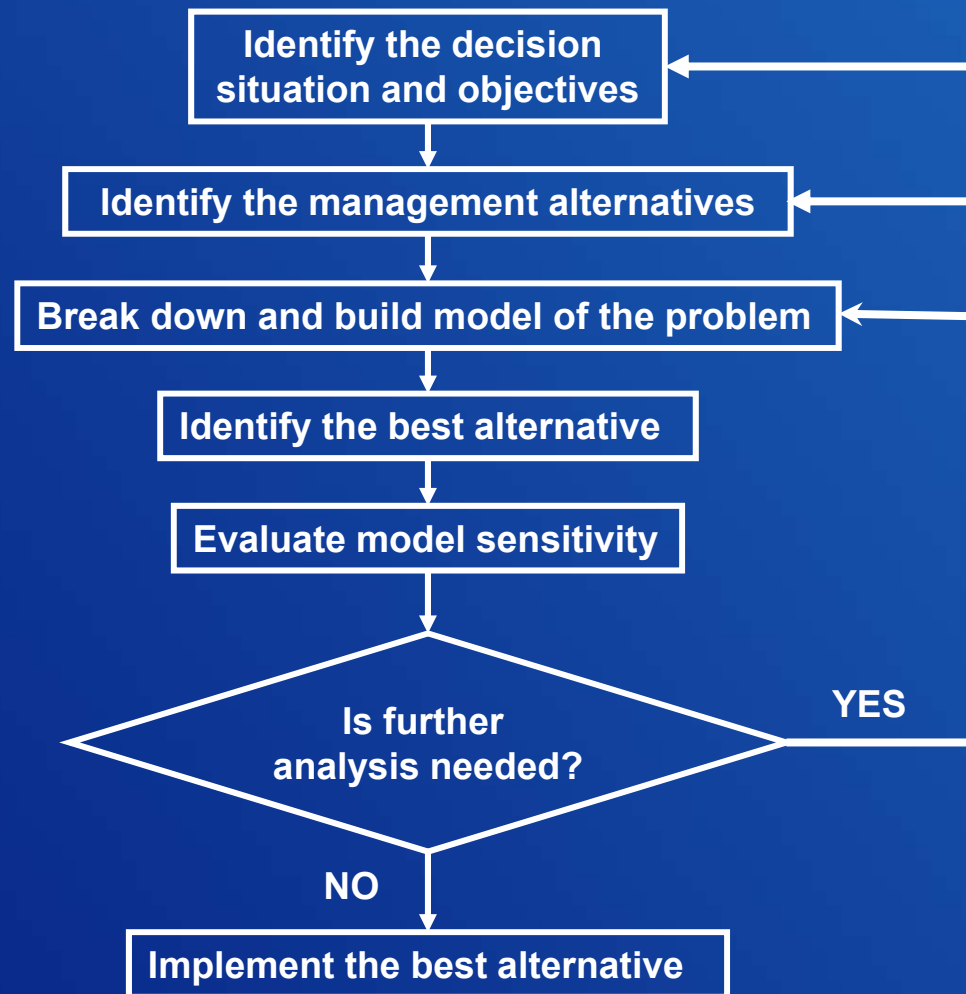 Identify the decision
situation and objectives
Identify the management alternatives
Break down and build model of the problem
Identify the best alternative
Evaluate model sensitivity
Is further
analysis needed?
YES
NO
Implement the best alternative